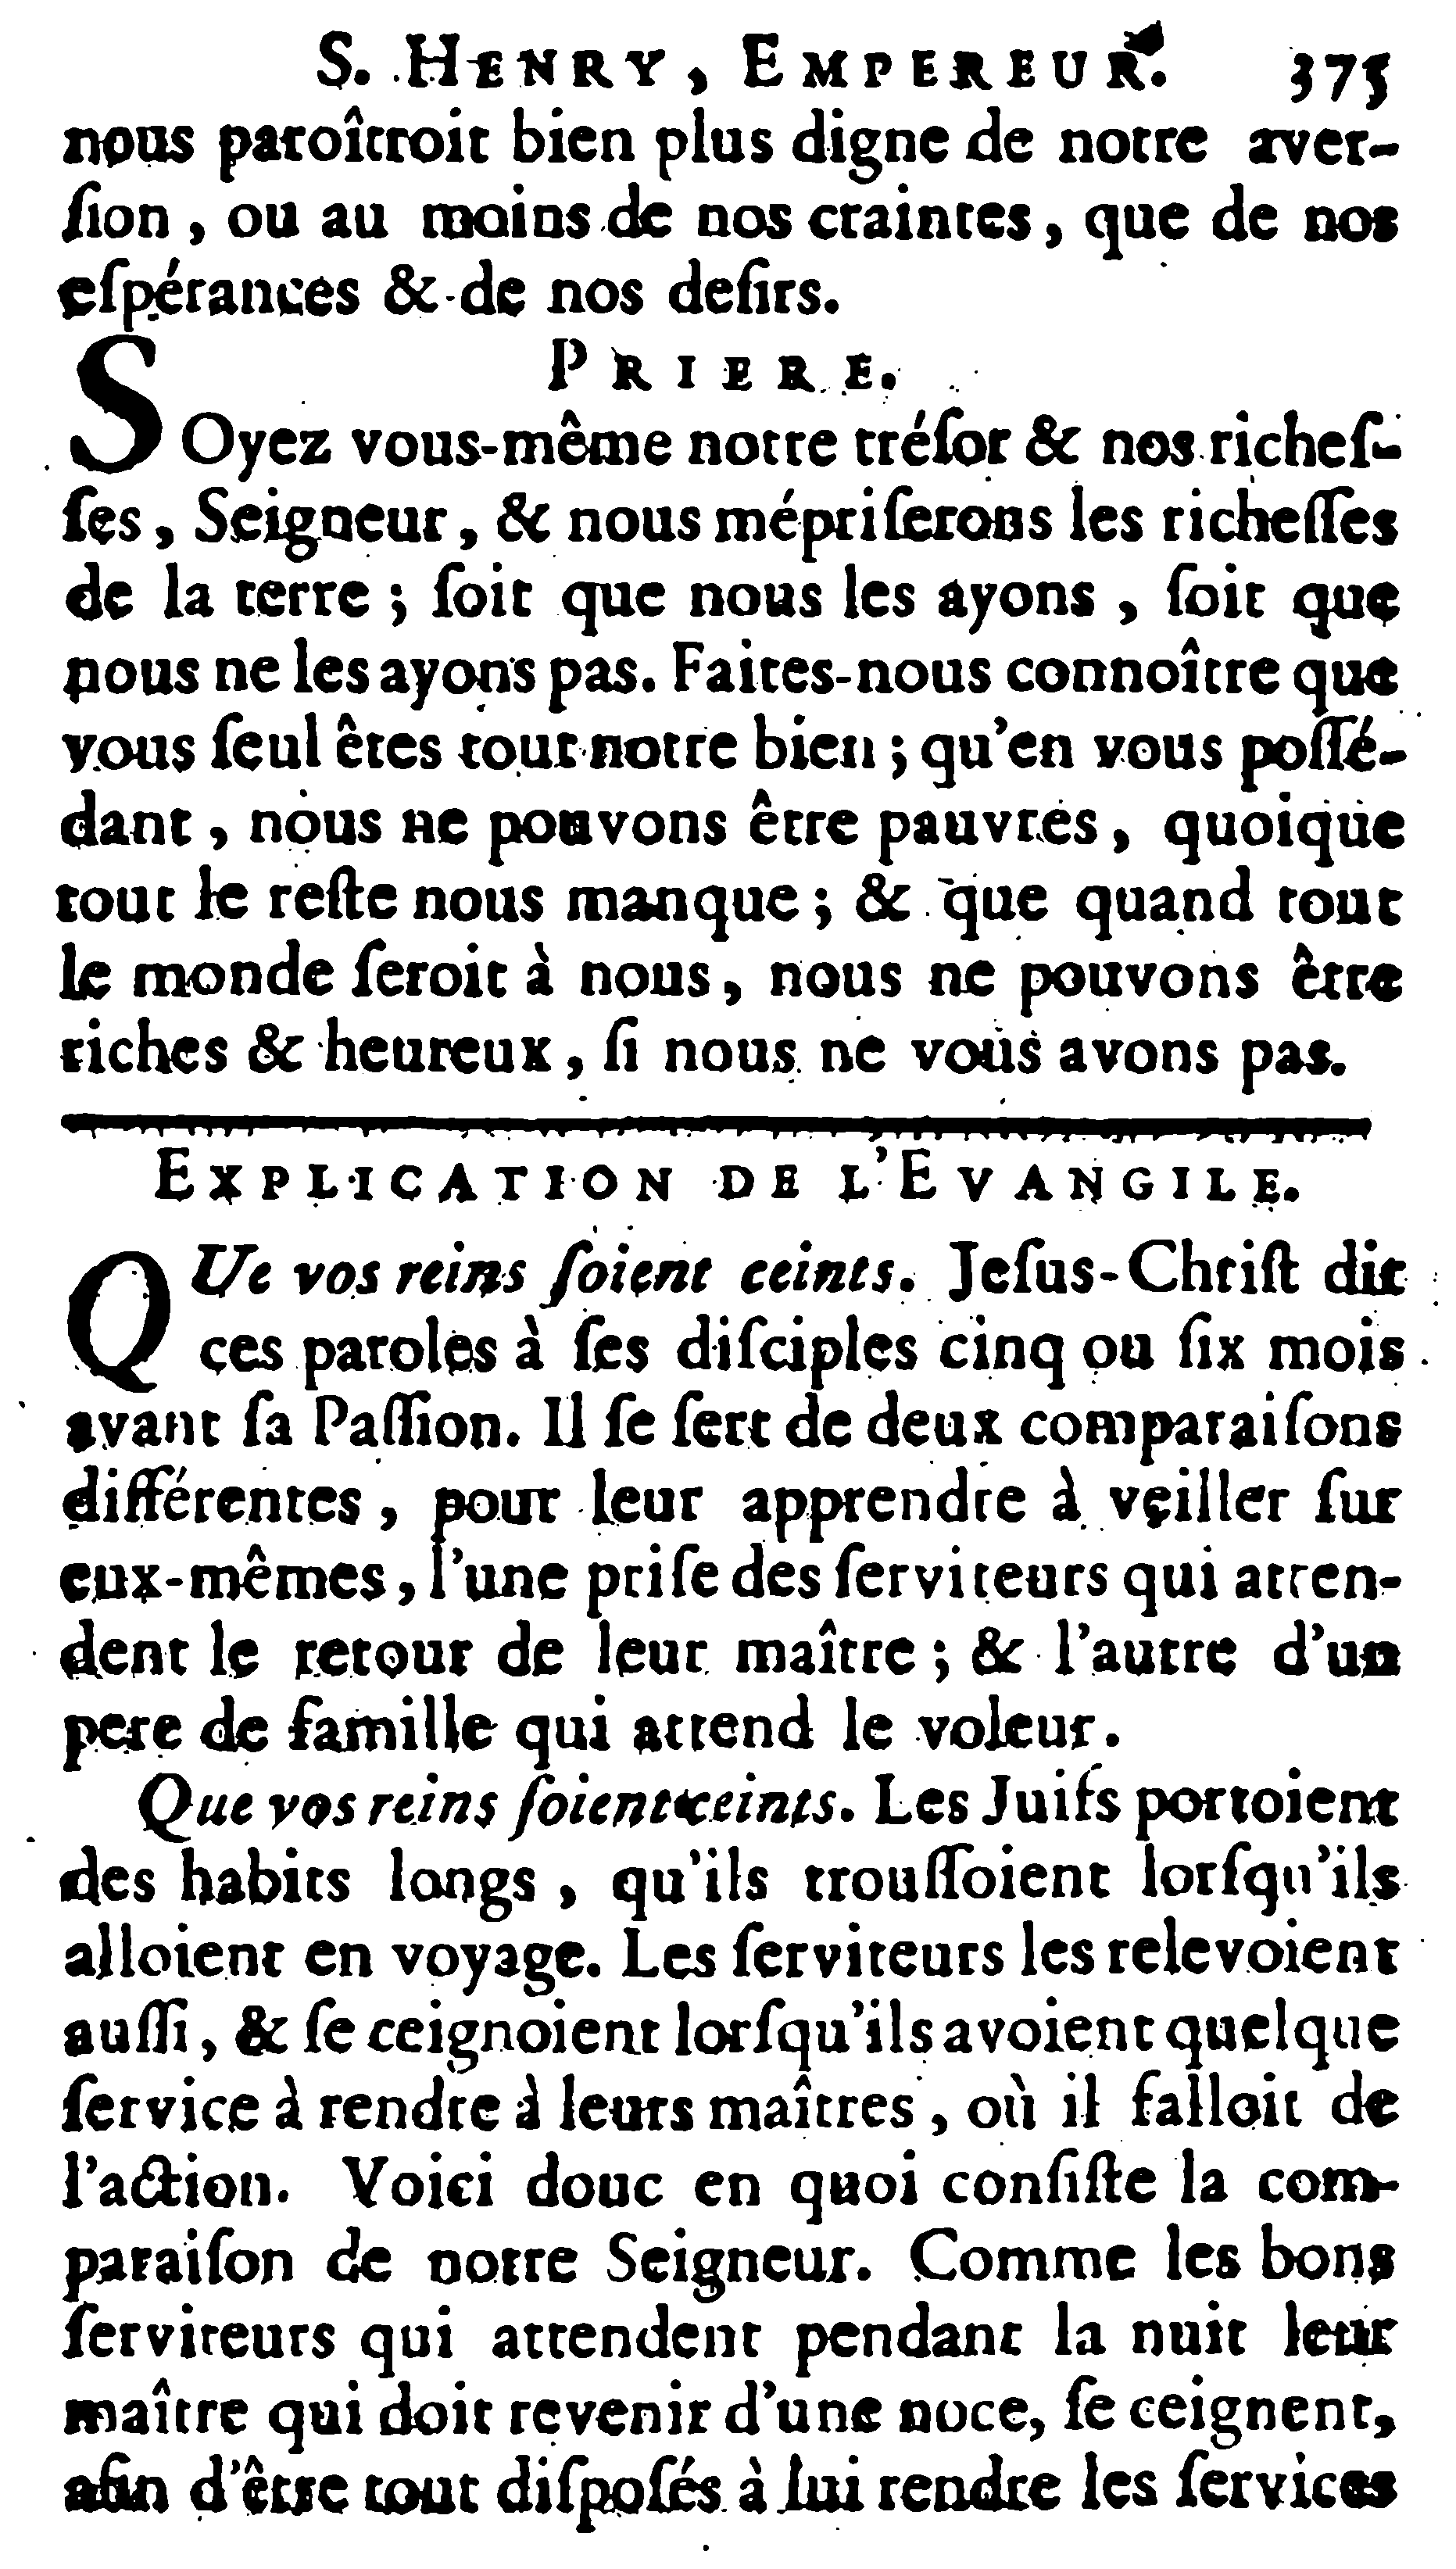 S. HENRY, EMPEREUR. 375
nous paroîtroit bien plus digne de notre aver-
ſion, ou au moins de nos craintes, que de nos
eſpérances & de nos deſirs.
PRIERE.
SOyez vous-même notre tréſor & nos richeſ-
ſes, Seigneur, & nous mépriſerons les richeſſes
de la terre ; ſoit que nous les ayons, ſoit que
nous ne les ayons pas. Faites-nous connoître que
vous ſeul êtes tout notre bien ; qu'en vous poſſé-
dant, nous ne pouvons être pauvres, quoique
tout le reſte nous manque ; & que quand tout
le monde ſeroit à nous, nous ne pouvons être
riches & heureux, ſi nous ne vous avons pas.
EXPLICATION DE L'EVANGILE.
QUe vos reins ſoient ceints. Jeſus-Chriſt dit
ces paroles à ſes diſciples cinq ou ſix mois
avant ſa Paſſion. Il ſe ſert de deux comparaiſons
différentes, pour leur apprendre à veiller ſur
eux-mêmes, l'une priſe des ſerviteurs qui atten-
dent le retour de leur maître ; & l'autre d'un
pere de famille qui attend le voleur.
Que vos reins ſoient ceints. Les Juifs portoient
des habits longs, qu'ils trouſſoient lorſqu'ils
alloient en voyage. Les ſerviteurs les relevoient
auſſi, & ſe ceignoient lorſqu'ils avoient quelque
ſervice à rendre à leurs maîtres, où il falloit de
l'action. Voici douc en quoi conſiſte la com-
paraiſon de notre Seigneur. Comme les bons
ſerviteurs qui attendent pendant la nuit leur
maître qui doit revenir d'une noce, ſe ceignent,
afin d'être tout diſpoſés à lui rendre les ſervices